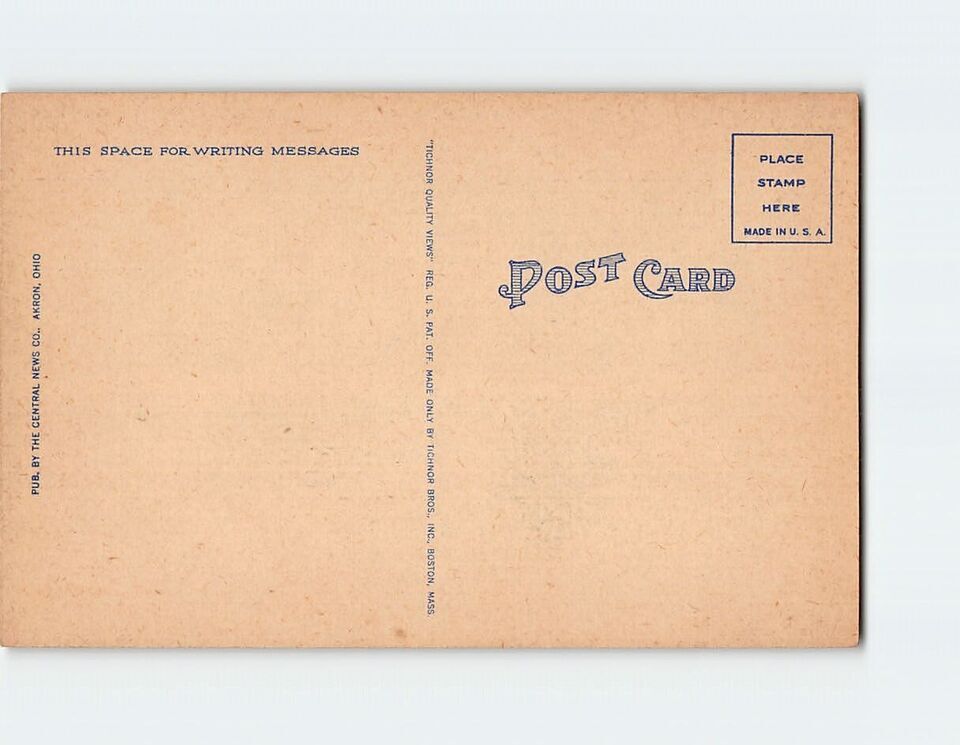 THIS SPACE FOR WRITING MESSAGES
PUB. BY THE CENTRAL NEWS CO., AKRON, OHIO
"TICHNOR QUALITY VIEWS" REG. U. S. PAT. OFF. MADE ONLY BY TICHNOR BROS., INC., BOSTON, MASS.
POST CARD
PLACE
STAMP
HERE
MADE IN U. S. A.